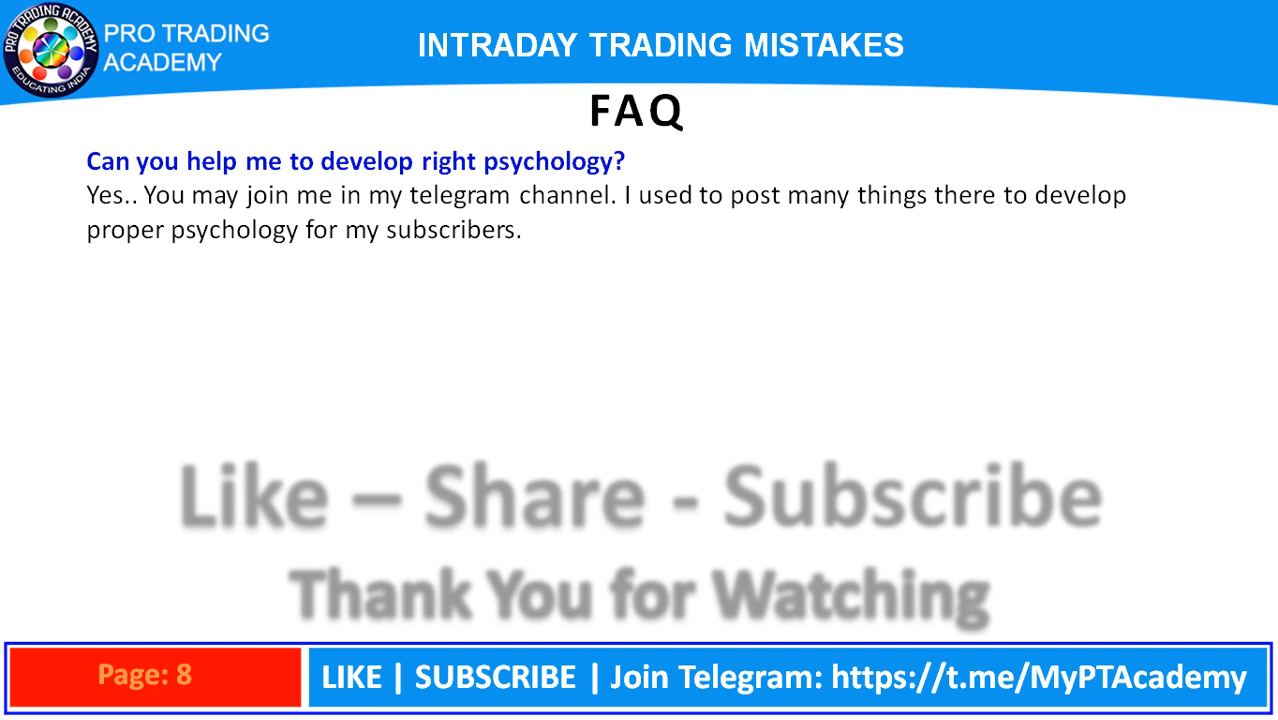 PRO TRADING ACADEMY
EDUCATING INDIA
PRO TRADING
ACADEMY
INTRADAY TRADING MISTAKES
FAQ
Can you help me to develop right psychology?
Yes.. You may join me in my telegram channel. I used to post many things there to develop
proper psychology for my subscribers.
Like – Share - Subscribe
Thank You for Watching
Page: 8
LIKE | SUBSCRIBE | Join Telegram: https://t.me/MyPTAcademy